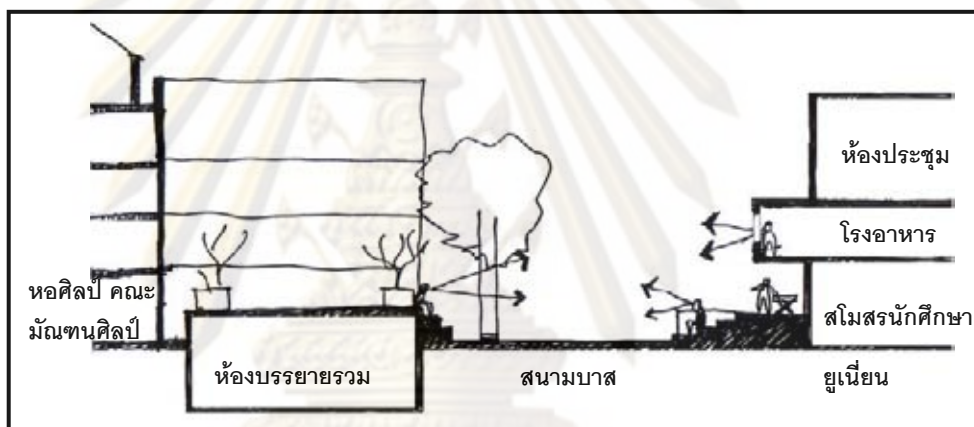 ห้องประชุม
โรงอาหาร
หอศิลป์ คณะ
มัณฑนศิลป์
สโมสรนักศึกษา
ห้องบรรยายรวม
สนามบาส
ยูเนี่ยน